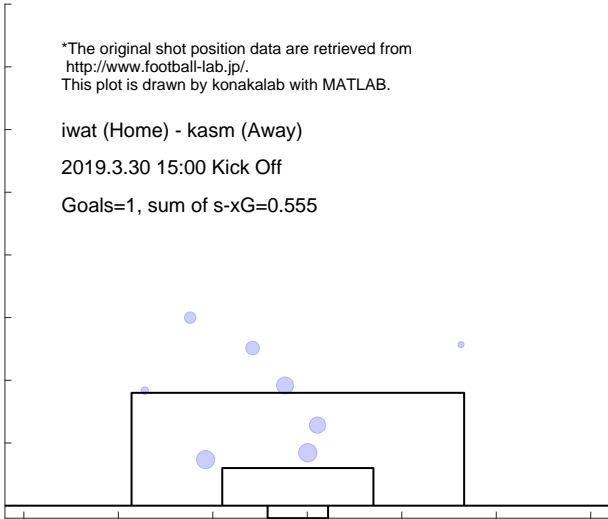 *The original shot position data are retrieved from
http://www.football-lab.jp/.
This plot is drawn by konakalab with MATLAB.
iwat (Home) - kasm (Away)
2019.3.30 15:00 Kick Off
Goals=1, sum of s-xG=0.555